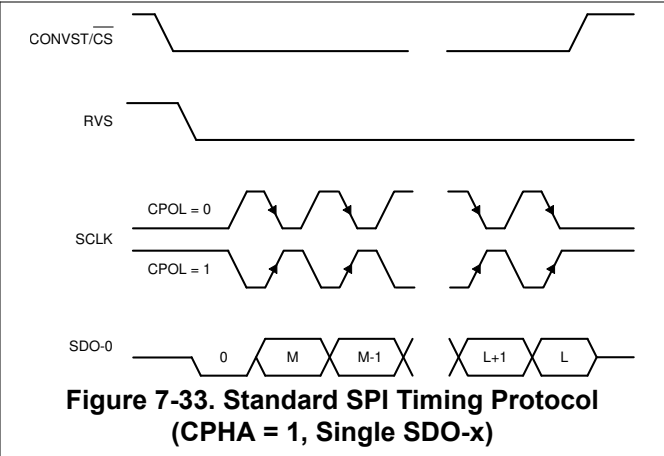 CONVST/CS
RVS
CPOL = 0
SCLK
CPOL = 1
SDO-0
0 M M-1 L+1 L
Figure 7-33. Standard SPI Timing Protocol
(CPHA = 1, Single SDO-x)